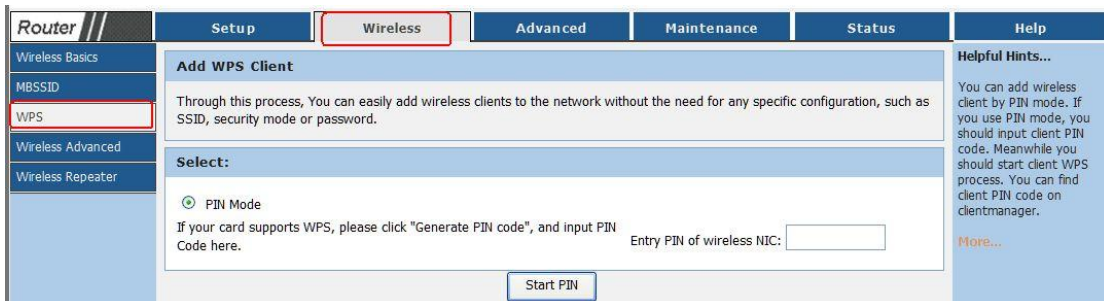 Router
Setup
Wireless
Advanced
Maintenance
Status
Help
Wireless Basics
MBSSID
WPS
Wireless Advanced
Wireless Repeater
Add WPS Client
Through this process, You can easily add wireless clients to the network without the need for any specific configuration, such as
SSID, security mode or password.
Select:
PIN Mode
If your card supports WPS, please click "Generate PIN code", and input PIN
Code here.
Entry PIN of wireless NIC:
Start PIN
Helpful Hints...
You can add wireless
client by PIN mode. If
you use PIN mode, you
should input client PIN
code. Meanwhile you
should start client WPS
process. You can find
client PIN code on
clientmanager.
More...